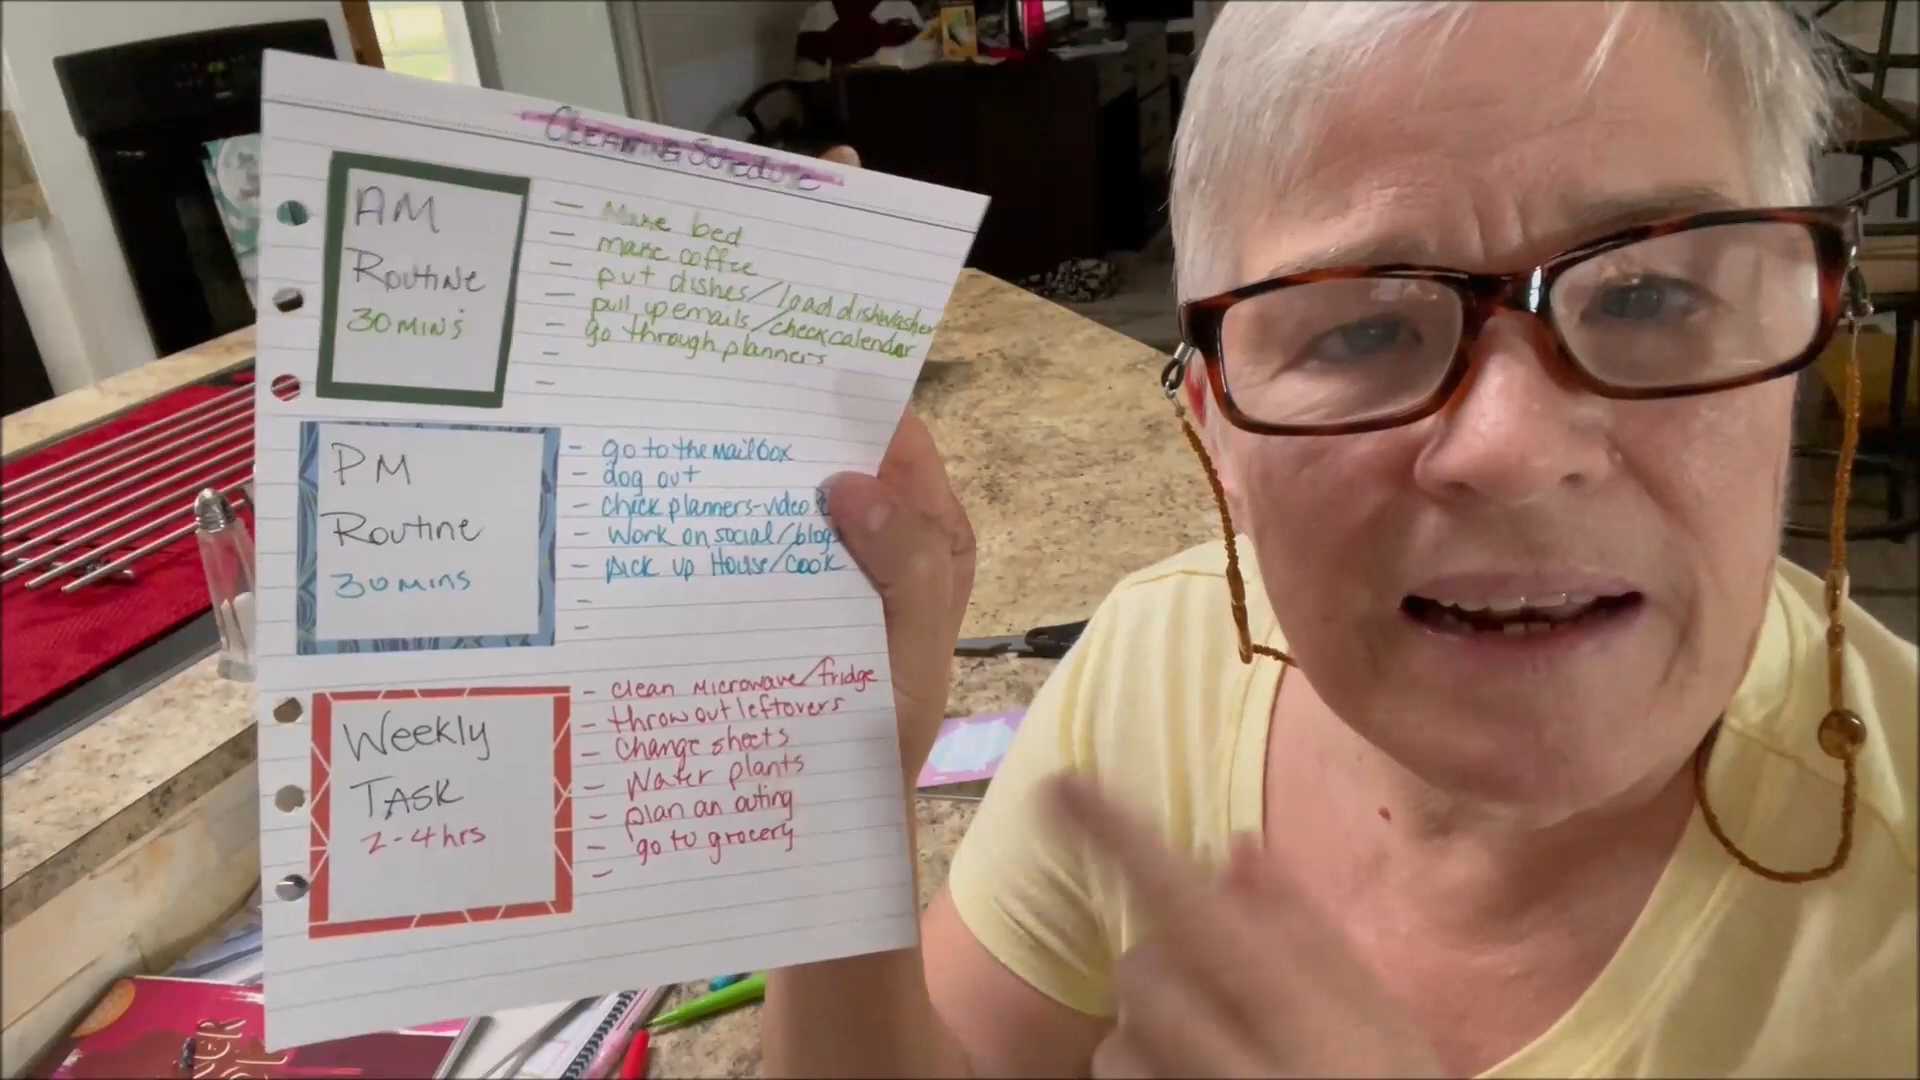 Cleaning Schedule
AM
Routine
30 mins
- Make bed
- make coffee
- put dishes/load dishwasher
- pull up emails/check calendar
- go through planners
-
-
PM
Routine
30 mins
- go to the mailbox
- dog out
- check planners-video
- Work on social/blogs
- pick up House/cook
-
-
Weekly
Task
2-4 hrs
- clean Microwave/fridge
- throw out leftovers
- Change sheets
- Water plants
- plan an outing
- go to grocery
-